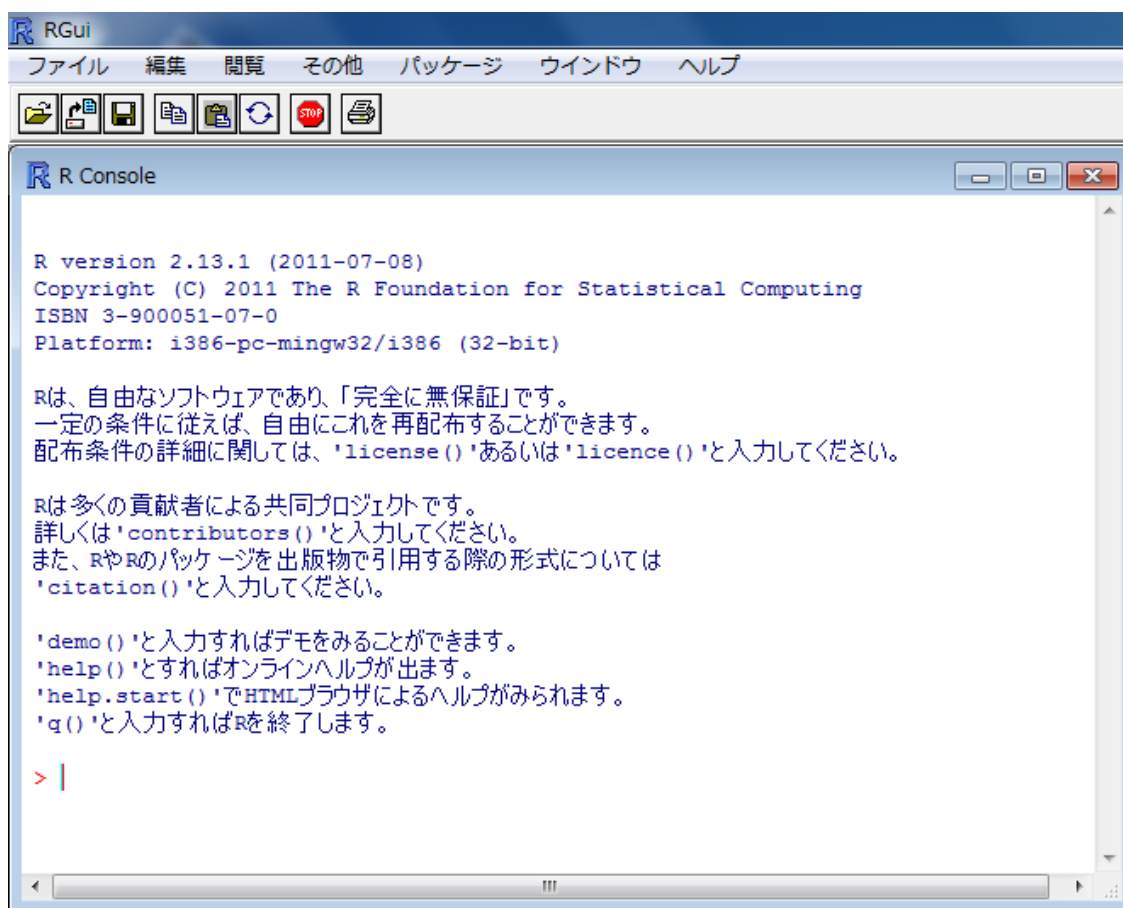 RGui
ファイル 編集 閲覧 その他 パッケージ ウインドウ ヘルプ
STOP
R Console
R version 2.13.1 (2011-07-08)
Copyright (C) 2011 The R Foundation for Statistical Computing
ISBN 3-900051-07-0
Platform: i386-pc-mingw32/i386 (32-bit)
Rは、自由なソフトウェアであり、「完全に無保証」です。
一定の条件に従えば、自由にこれを再配布することができます。
配布条件の詳細に関しては、'license()'あるいは'licence()'と入力してください。
Rは多くの貢献者による共同プロジェクトです。
詳しくは'contributors()'と入力してください。
また、RやRのパッケージを出版物で引用する際の形式については
'citation()'と入力してください。
'demo()'と入力すればデモをみることができます。
'help()'とすればオンラインヘルプが出ます。
'help.start()'でHTMLブラウザによるヘルプがみられます。
'q()'と入力すればRを終了します。
>